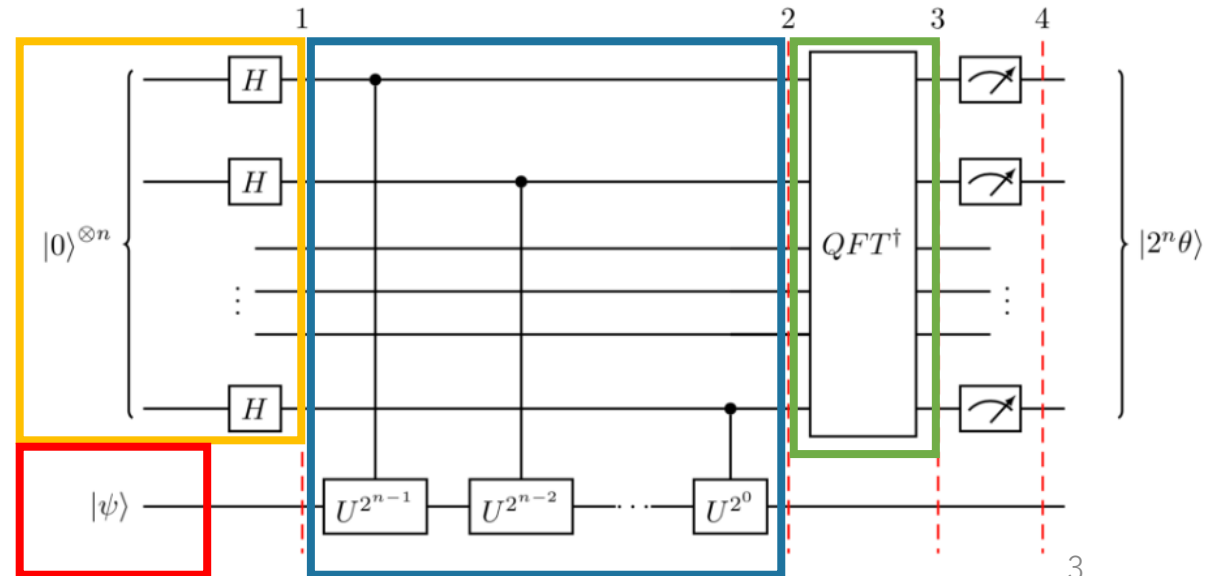 1 2 3 4
H
H
|0⟩^{⊗n} QFT^† |2^nθ⟩
⋮ ⋮
H
|ψ⟩ U^{2^{n-1}} U^{2^{n-2}} ... U^{2^0}
3